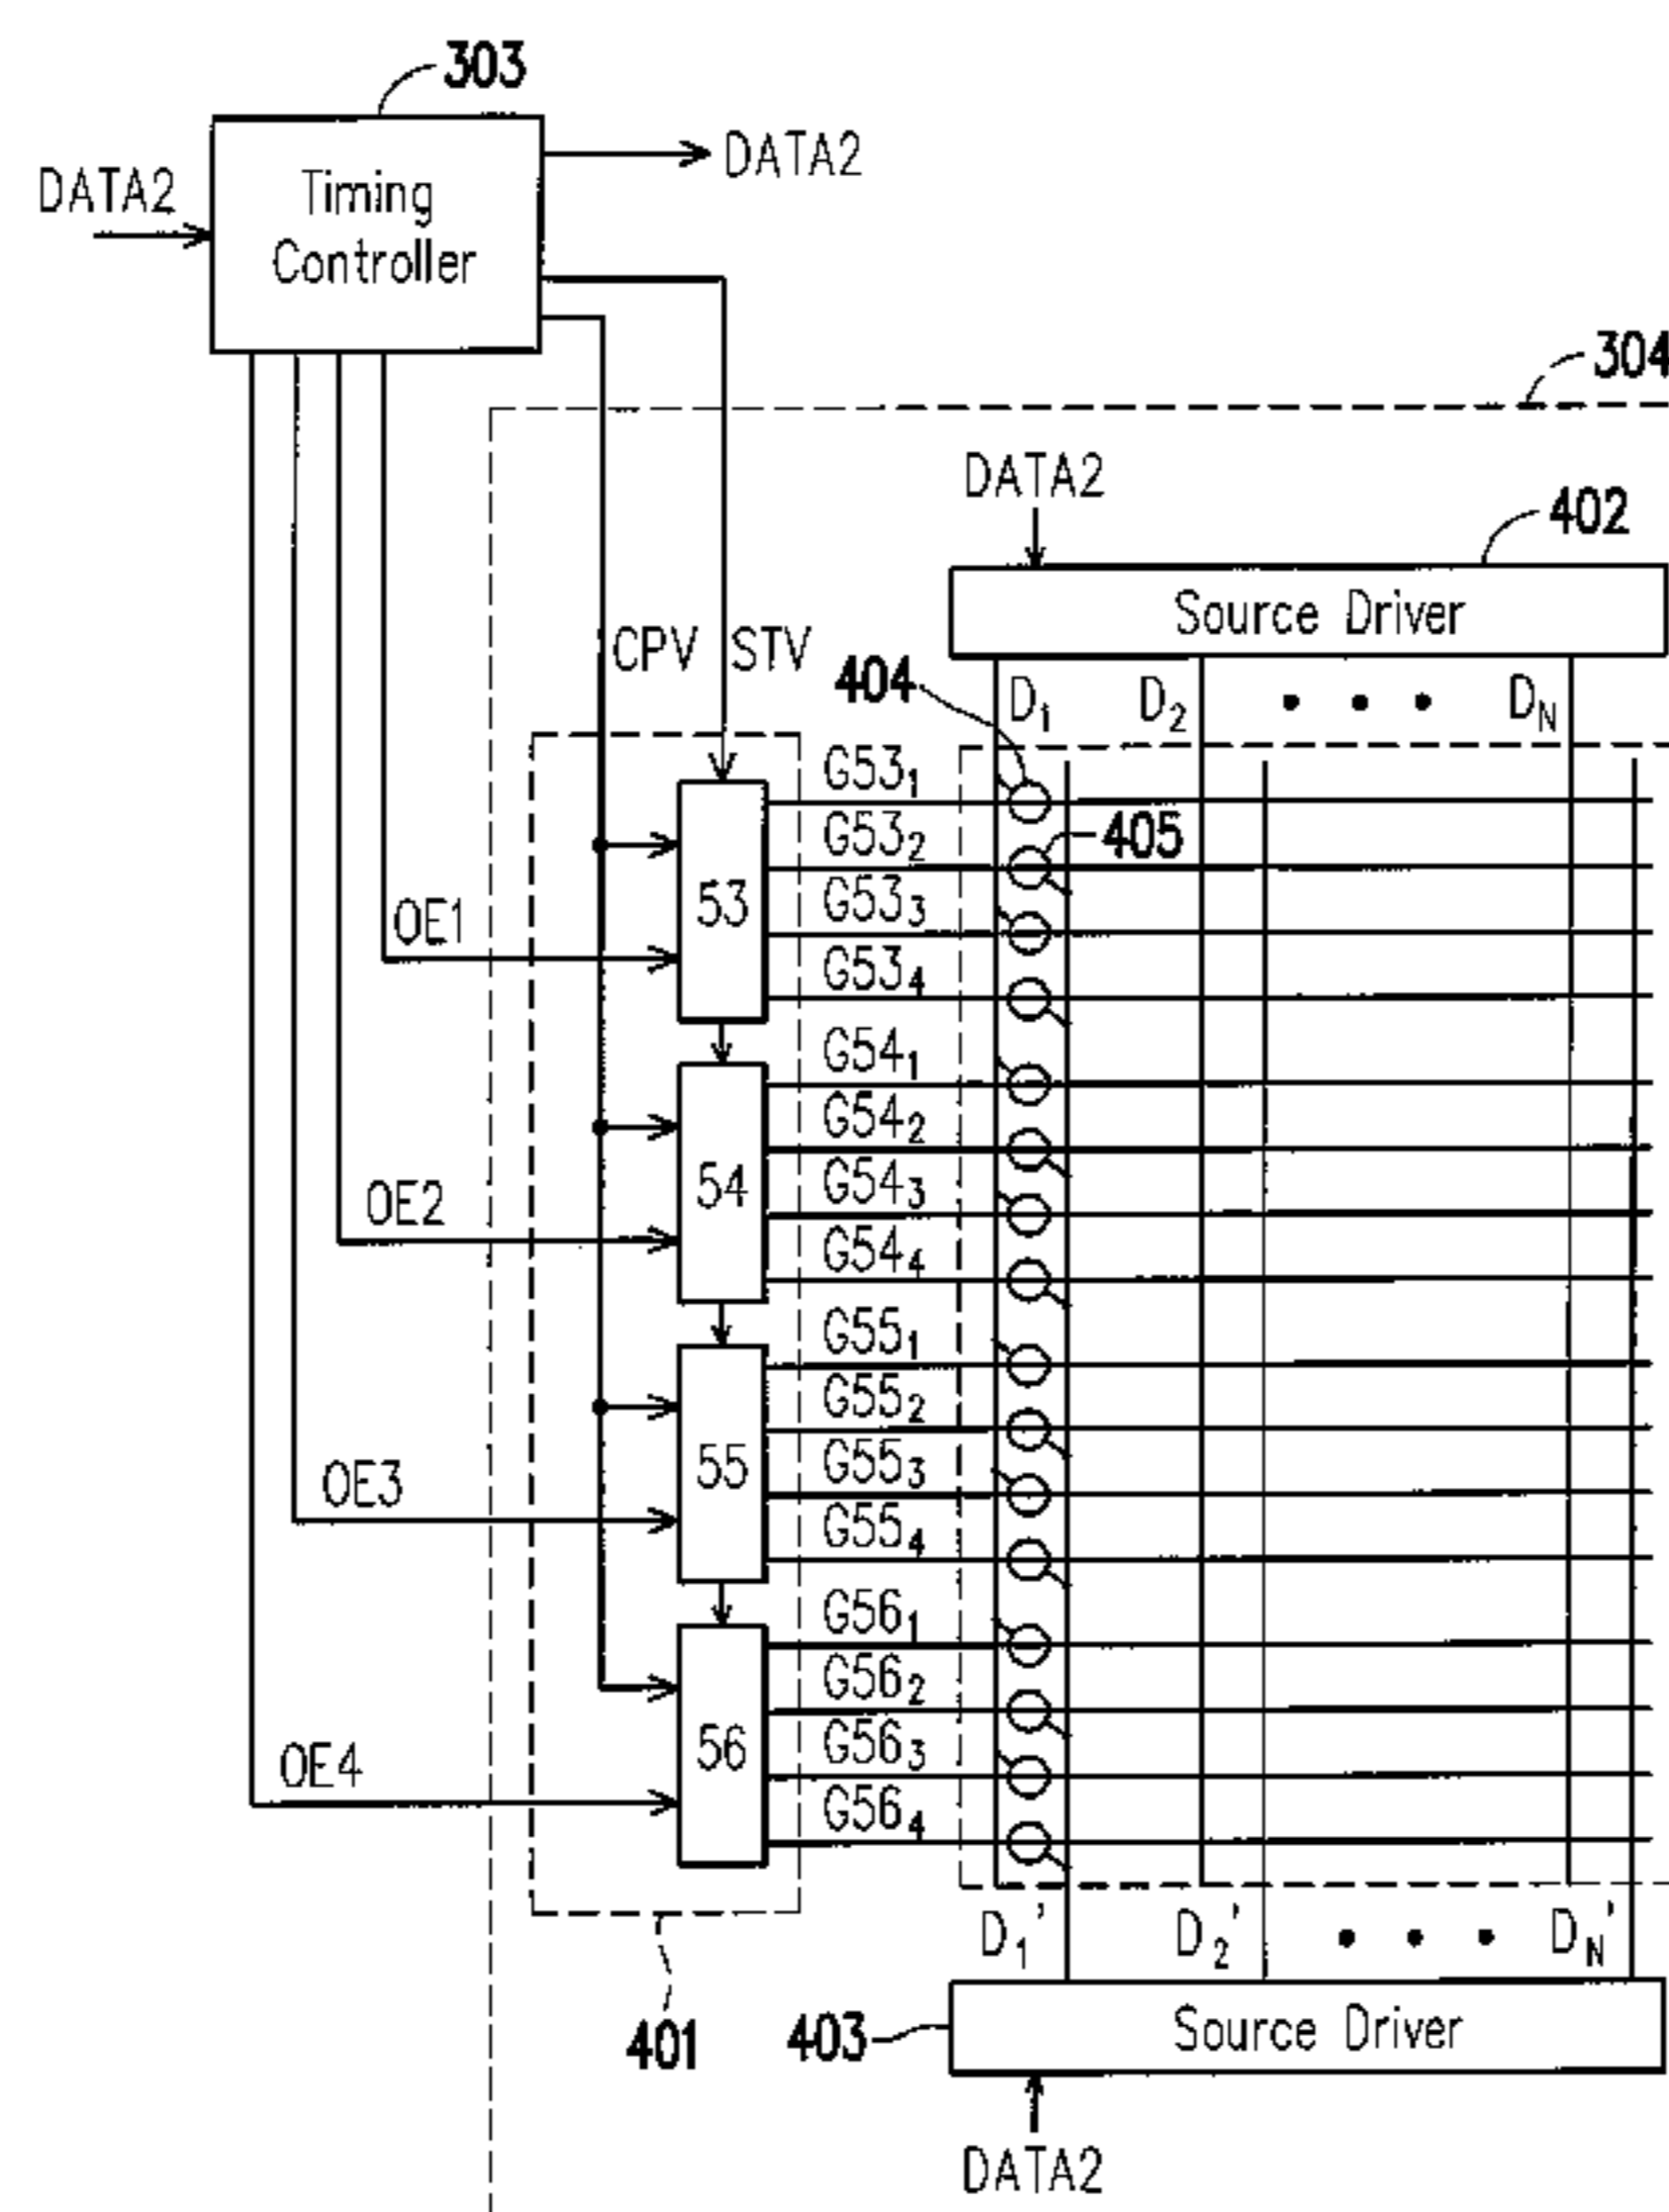 303
DATA2
Timing
Controller
DATA2
304
DATA2
402
Source Driver
CPV
STV
404
D₁
D₂
• • •
D_N
G53₁
G53₂
405
G53₃
G53₄
53
OE1
G54₁
G54₂
G54₃
G54₄
54
OE2
G55₁
G55₂
G55₃
G55₄
55
OE3
G56₁
G56₂
G56₃
G56₄
56
OE4
D₁'
D₂'
• • •
D_N'
401
403
Source Driver
DATA2